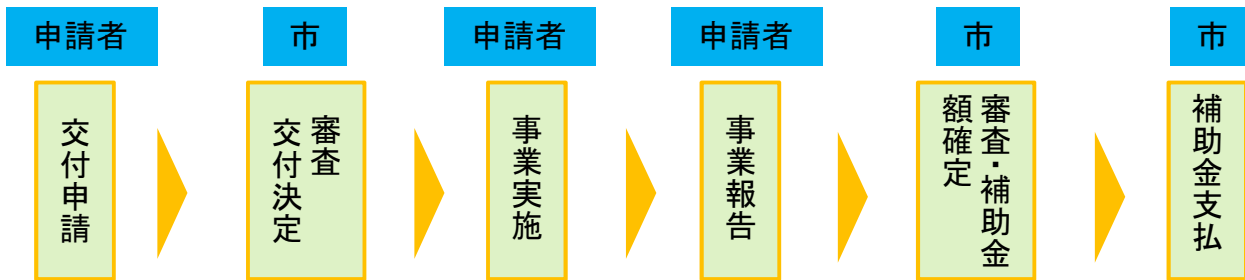 申請者
交付申請
市
審査
交付決定
申請者
事業実施
申請者
事業報告
市
審査・補助金
額確定
市
補助金支払